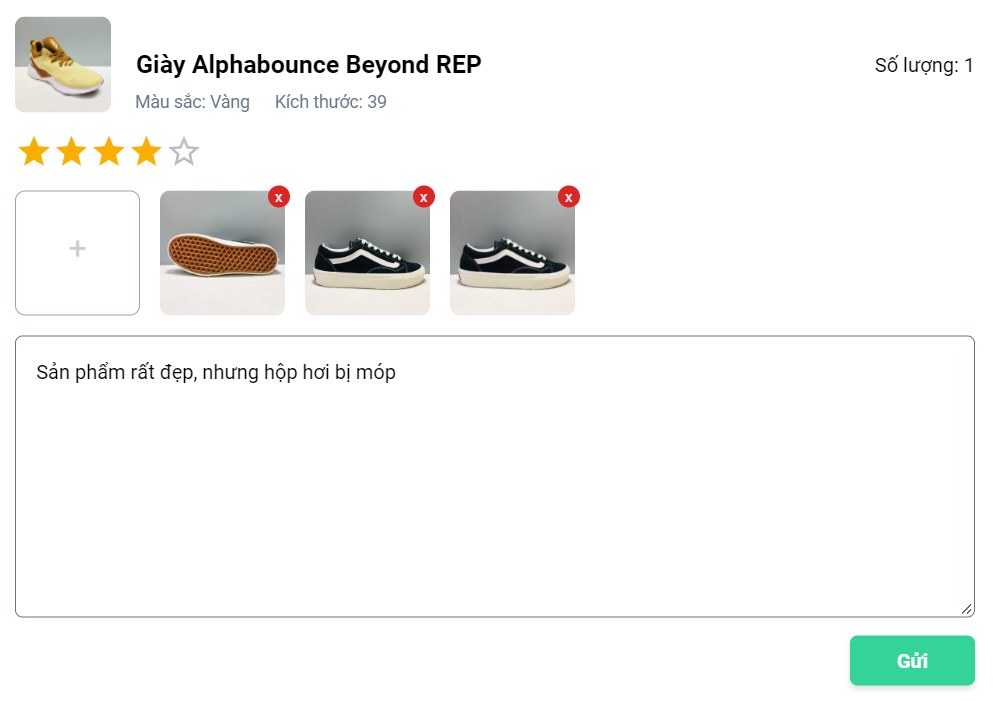 Giày Alphabounce Beyond REP
Số lượng: 1
Màu sắc: Vàng Kích thước: 39
+
x
x
x
Sản phẩm rất đẹp, nhưng hộp hơi bị móp
Gửi